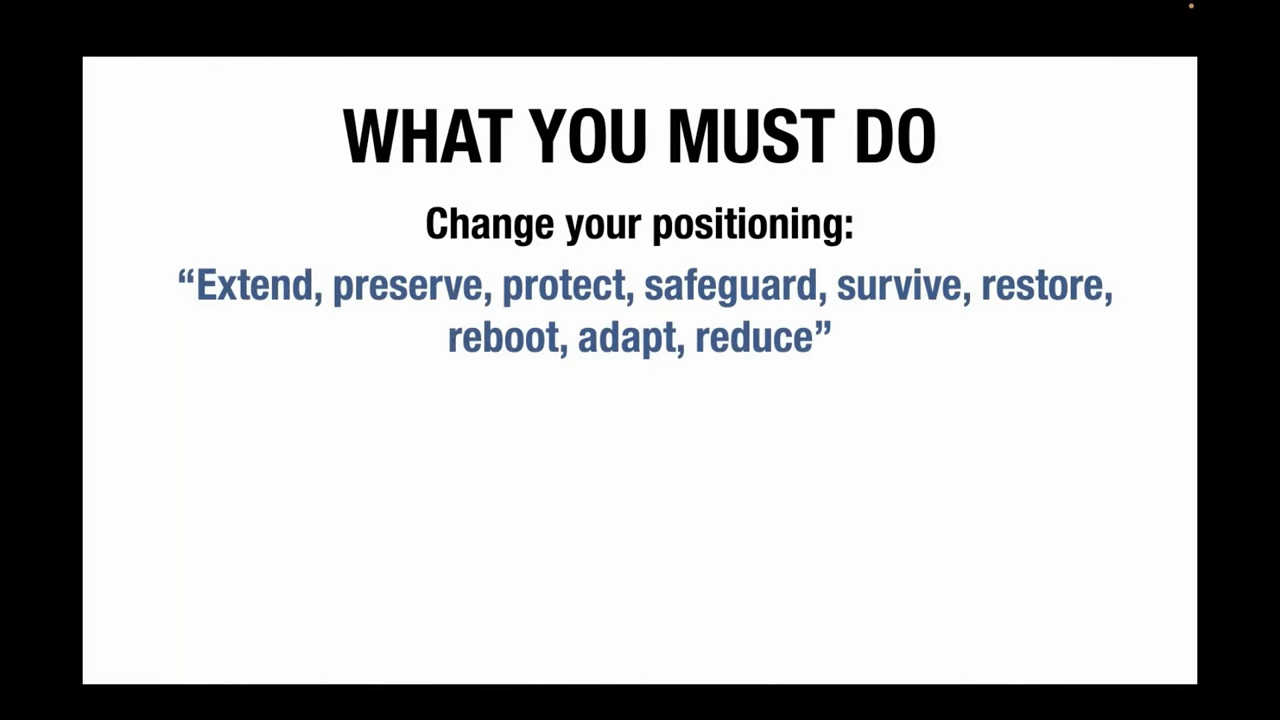 WHAT YOU MUST DO
Change your positioning:
“Extend, preserve, protect, safeguard, survive, restore,
reboot, adapt, reduce”